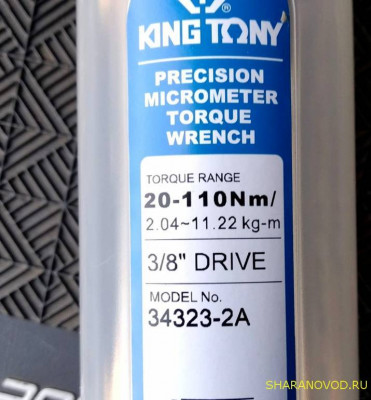 ®
KING TONY
PRECISION
MICROMETER
TORQUE
WRENCH
TORQUE RANGE
20-110Nm/
2.04~11.22 kg-m
3/8" DRIVE
MODEL No.
34323-2A
SHARANOVOD.RU